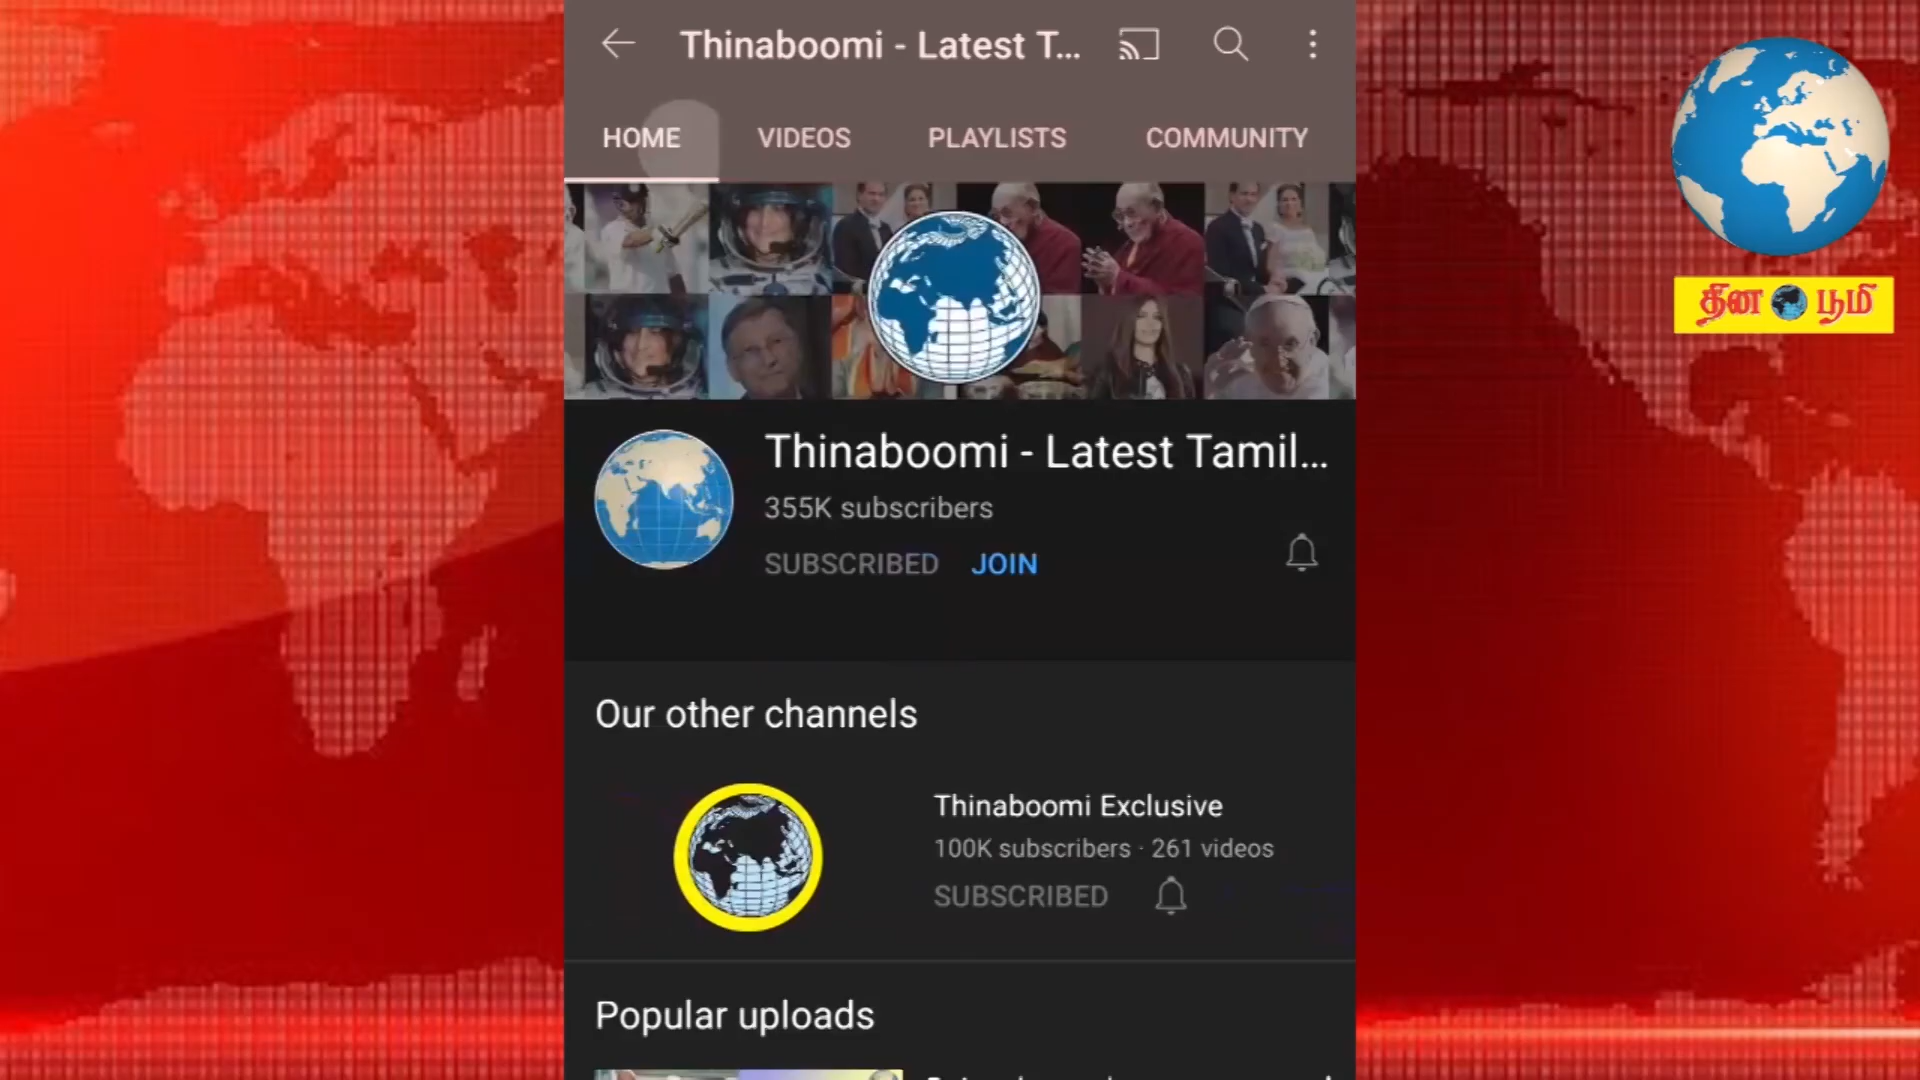 Thinaboomi - Latest T...
HOME VIDEOS PLAYLISTS COMMUNITY
தின பூமி
Thinaboomi - Latest Tamil...
355K subscribers
SUBSCRIBED JOIN
Our other channels
Thinaboomi Exclusive
100K subscribers · 261 videos
SUBSCRIBED
Popular uploads